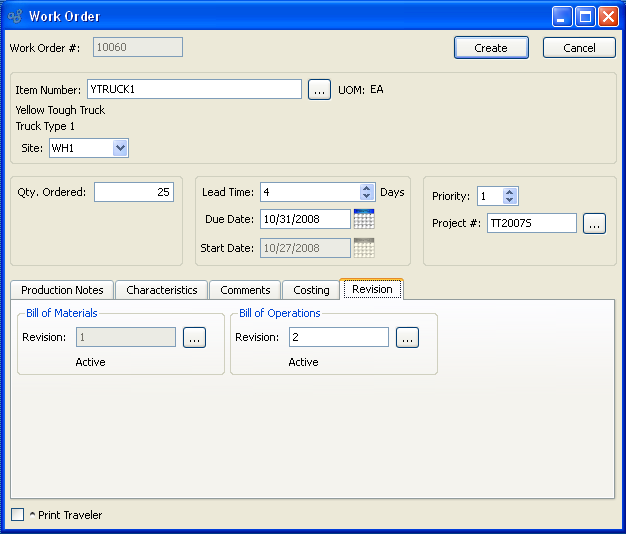 Work Order
Work Order #: 10060 Create Cancel
Item Number: YTRUCK1 ... UOM: EA
Yellow Tough Truck
Truck Type 1
Site: WH1
Qty. Ordered: 25 Lead Time: 4 Days Priority: 1
Due Date: 10/31/2008 Project #: TT2007S ...
Start Date: 10/27/2008
Production Notes Characteristics Comments Costing Revision
Bill of Materials Bill of Operations
Revision: 1 ... Revision: 2 ...
Active Active
^ Print Traveler